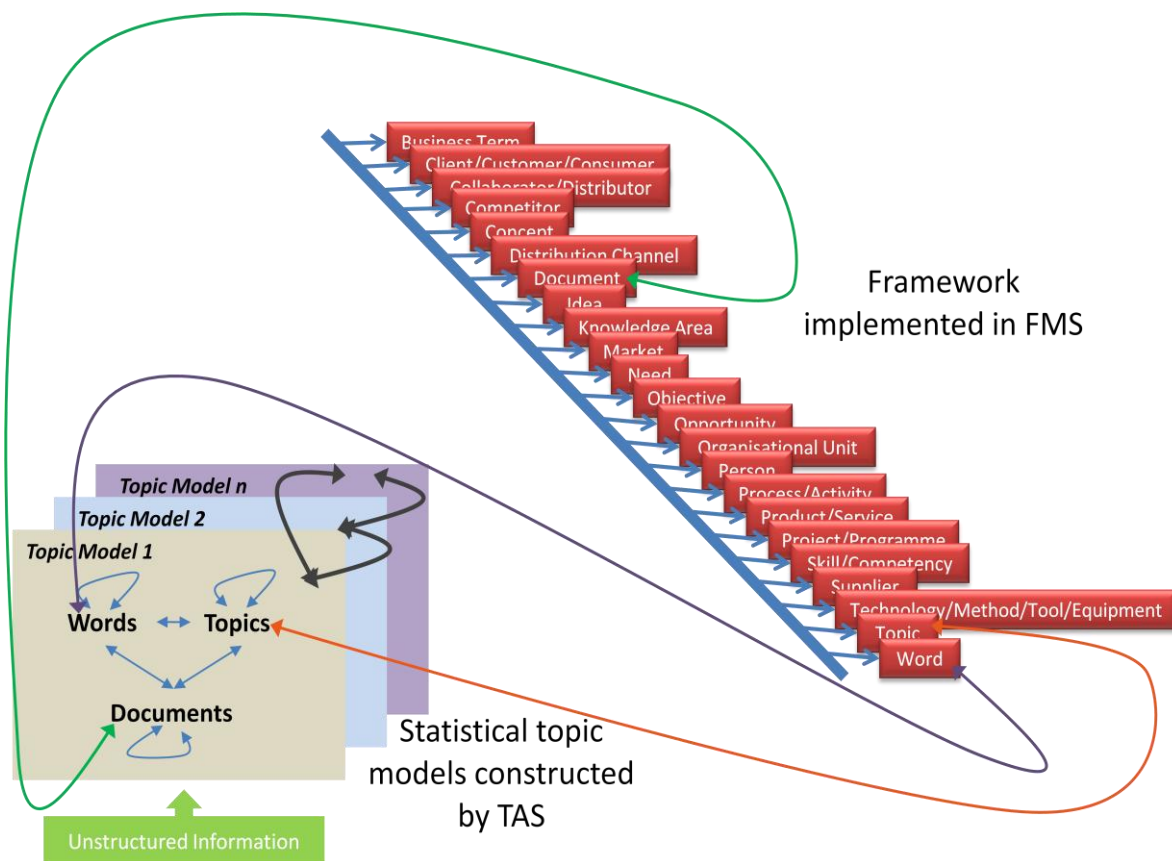 Business Term
Client/Customer/Consumer
Collaborator/Distributor
Competitor
Concept
Distribution Channel
Document
Idea
Knowledge Area
Market
Need
Objective
Opportunity
Organisational Unit
Person
Process/Activity
Product/Service
Project/Programme
Skill/Competency
Supplier
Technology/Method/Tool/Equipment
Topic
Word
Framework
implemented in FMS
Topic Model n
Topic Model 2
Topic Model 1
Words
Topics
Documents
Statistical topic
models constructed
by TAS
Unstructured Information